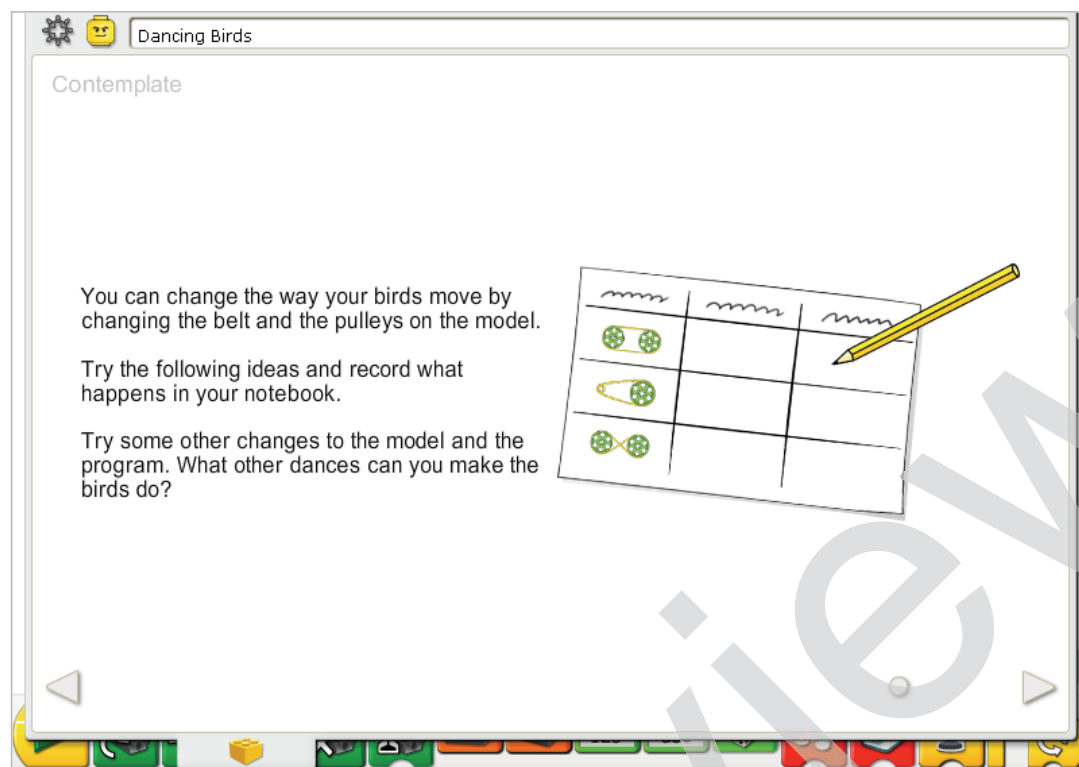 Dancing Birds
Contemplate
You can change the way your birds move by
changing the belt and the pulleys on the model.
Try the following ideas and record what
happens in your notebook.
Try some other changes to the model and the
program. What other dances can you make the
birds do?
view